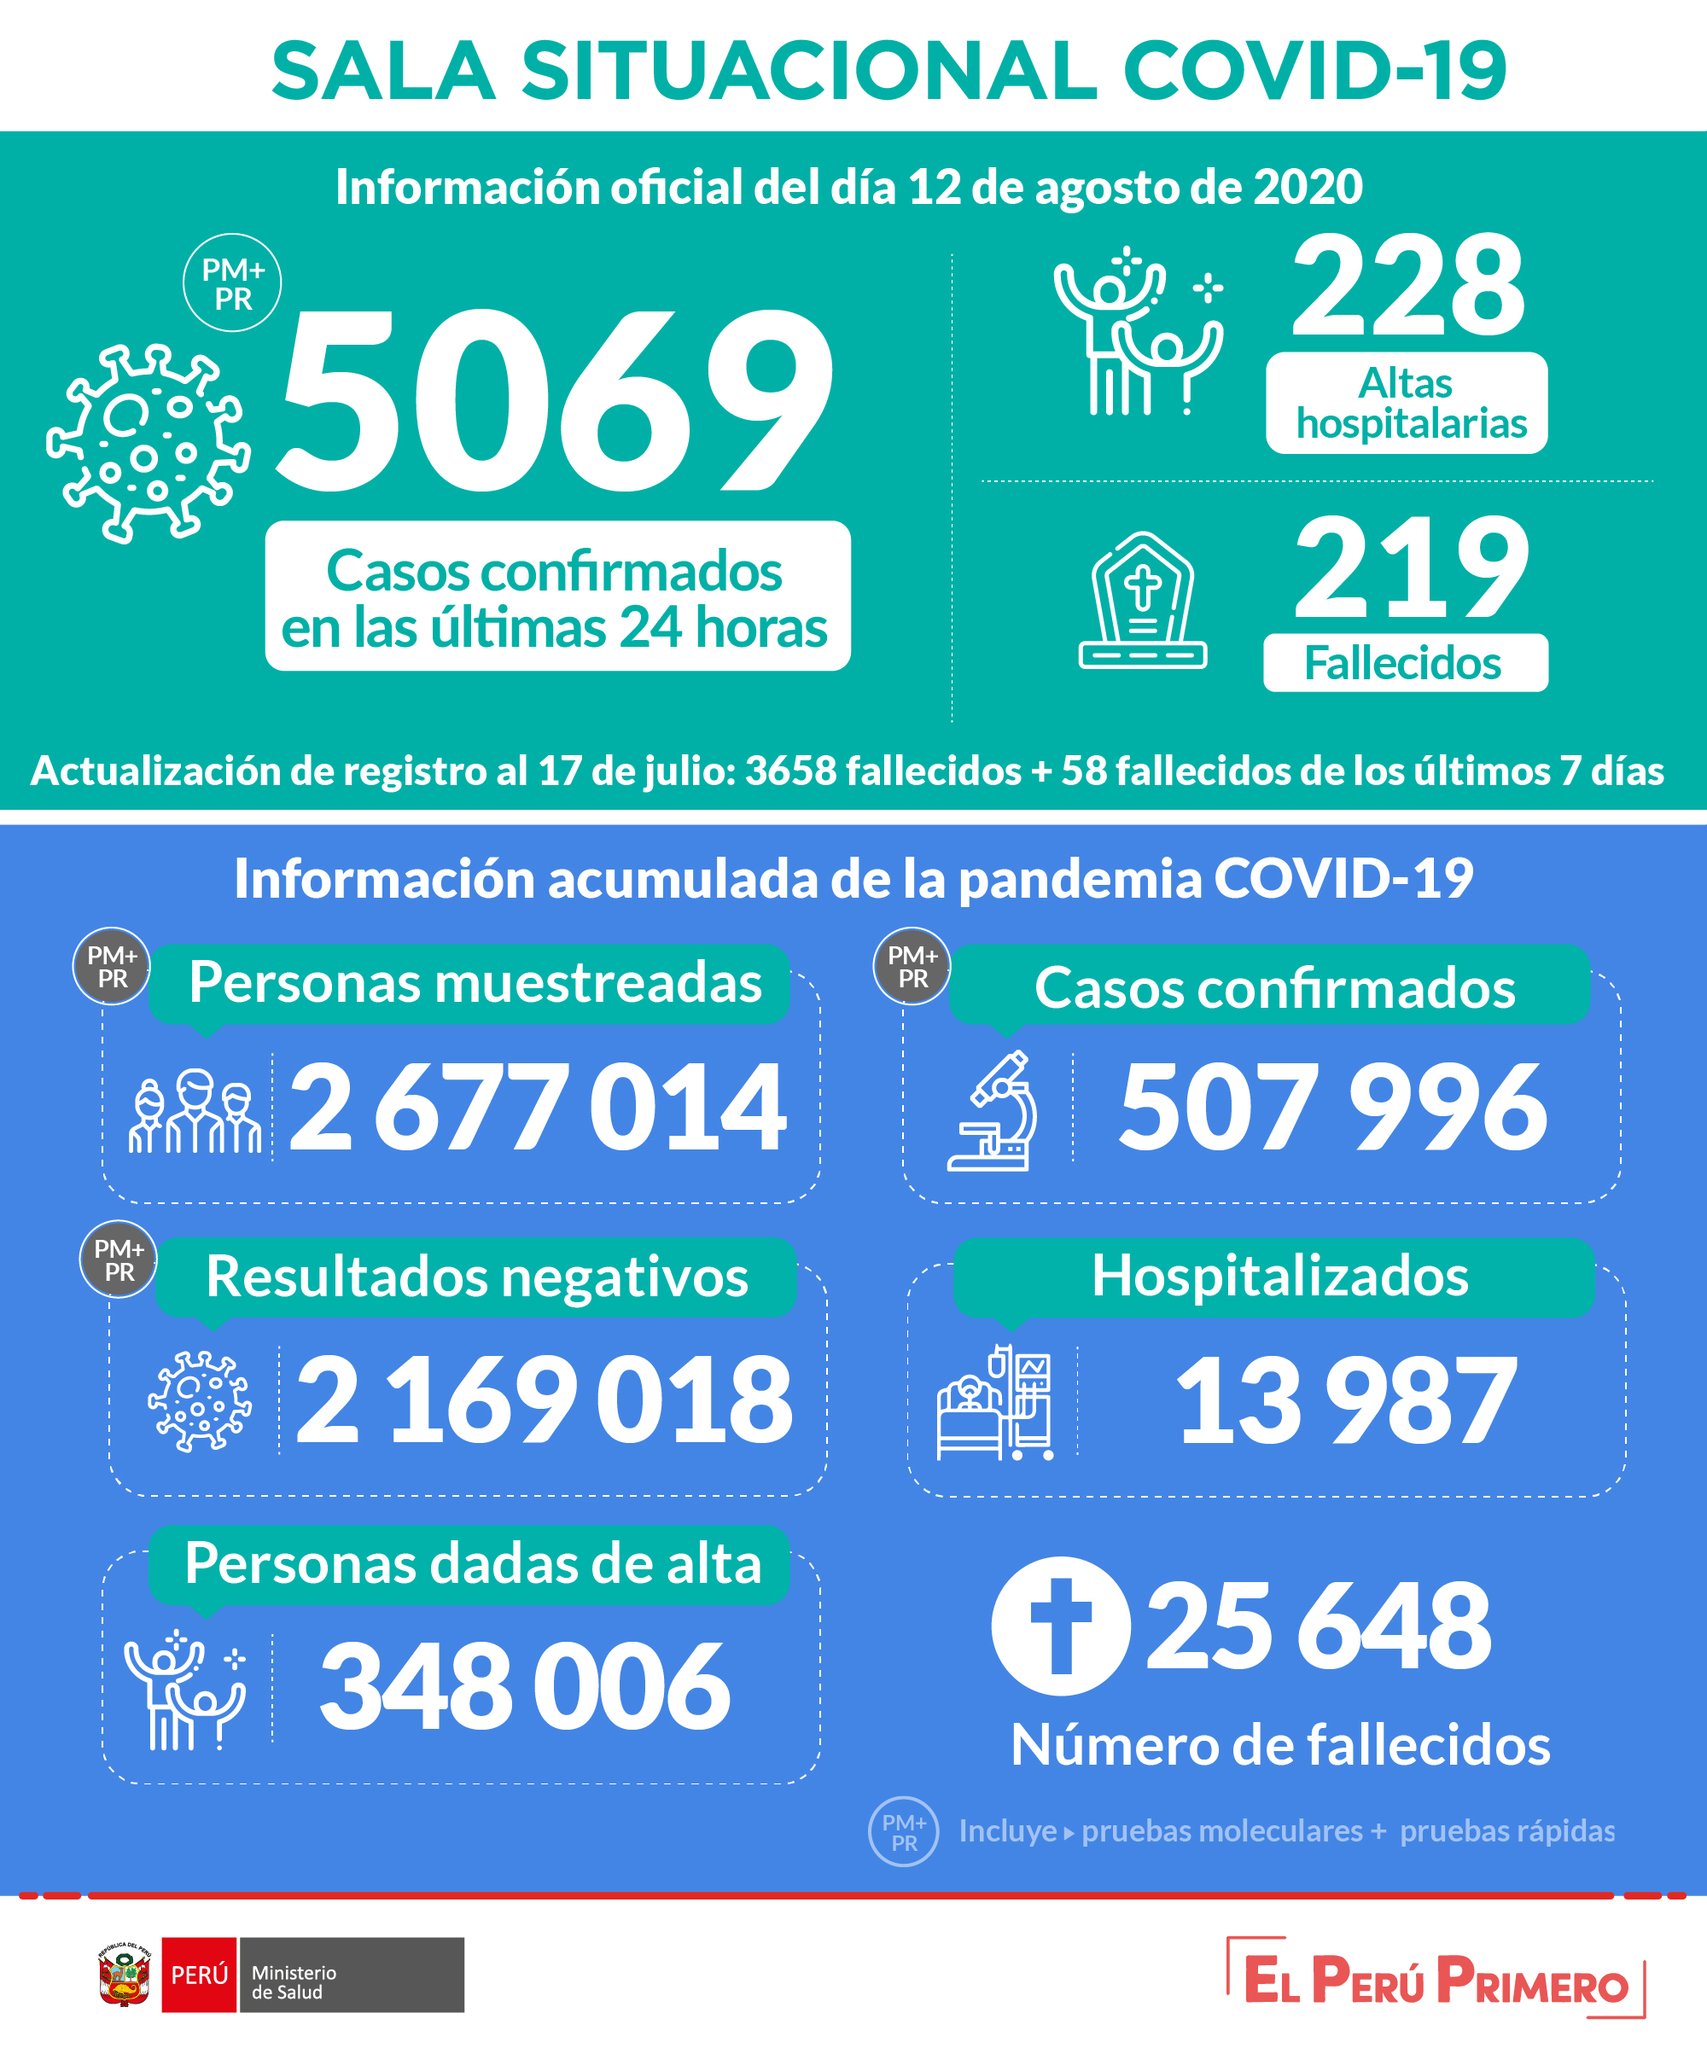 SALA SITUACIONAL COVID-19
Información oficial del día 12 de agosto de 2020
PM+
PR
5069
Casos confirmados
en las últimas 24 horas
228
Altas
hospitalarias
219
Fallecidos
Actualización de registro al 17 de julio: 3658 fallecidos + 58 fallecidos de los últimos 7 días
Información acumulada de la pandemia COVID-19
PM+
PR
Personas muestreadas
2 677 014
PM+
PR
Casos confirmados
507 996
PM+
PR
Resultados negativos
2 169 018
Hospitalizados
13 987
Personas dadas de alta
348 006
25 648
Número de fallecidos
PM+
PR
Incluye ▸ pruebas moleculares + pruebas rápidas
REPÚBLICA DEL PERÚ
PERÚ
Ministerio
de Salud
EL PERÚ PRIMERO